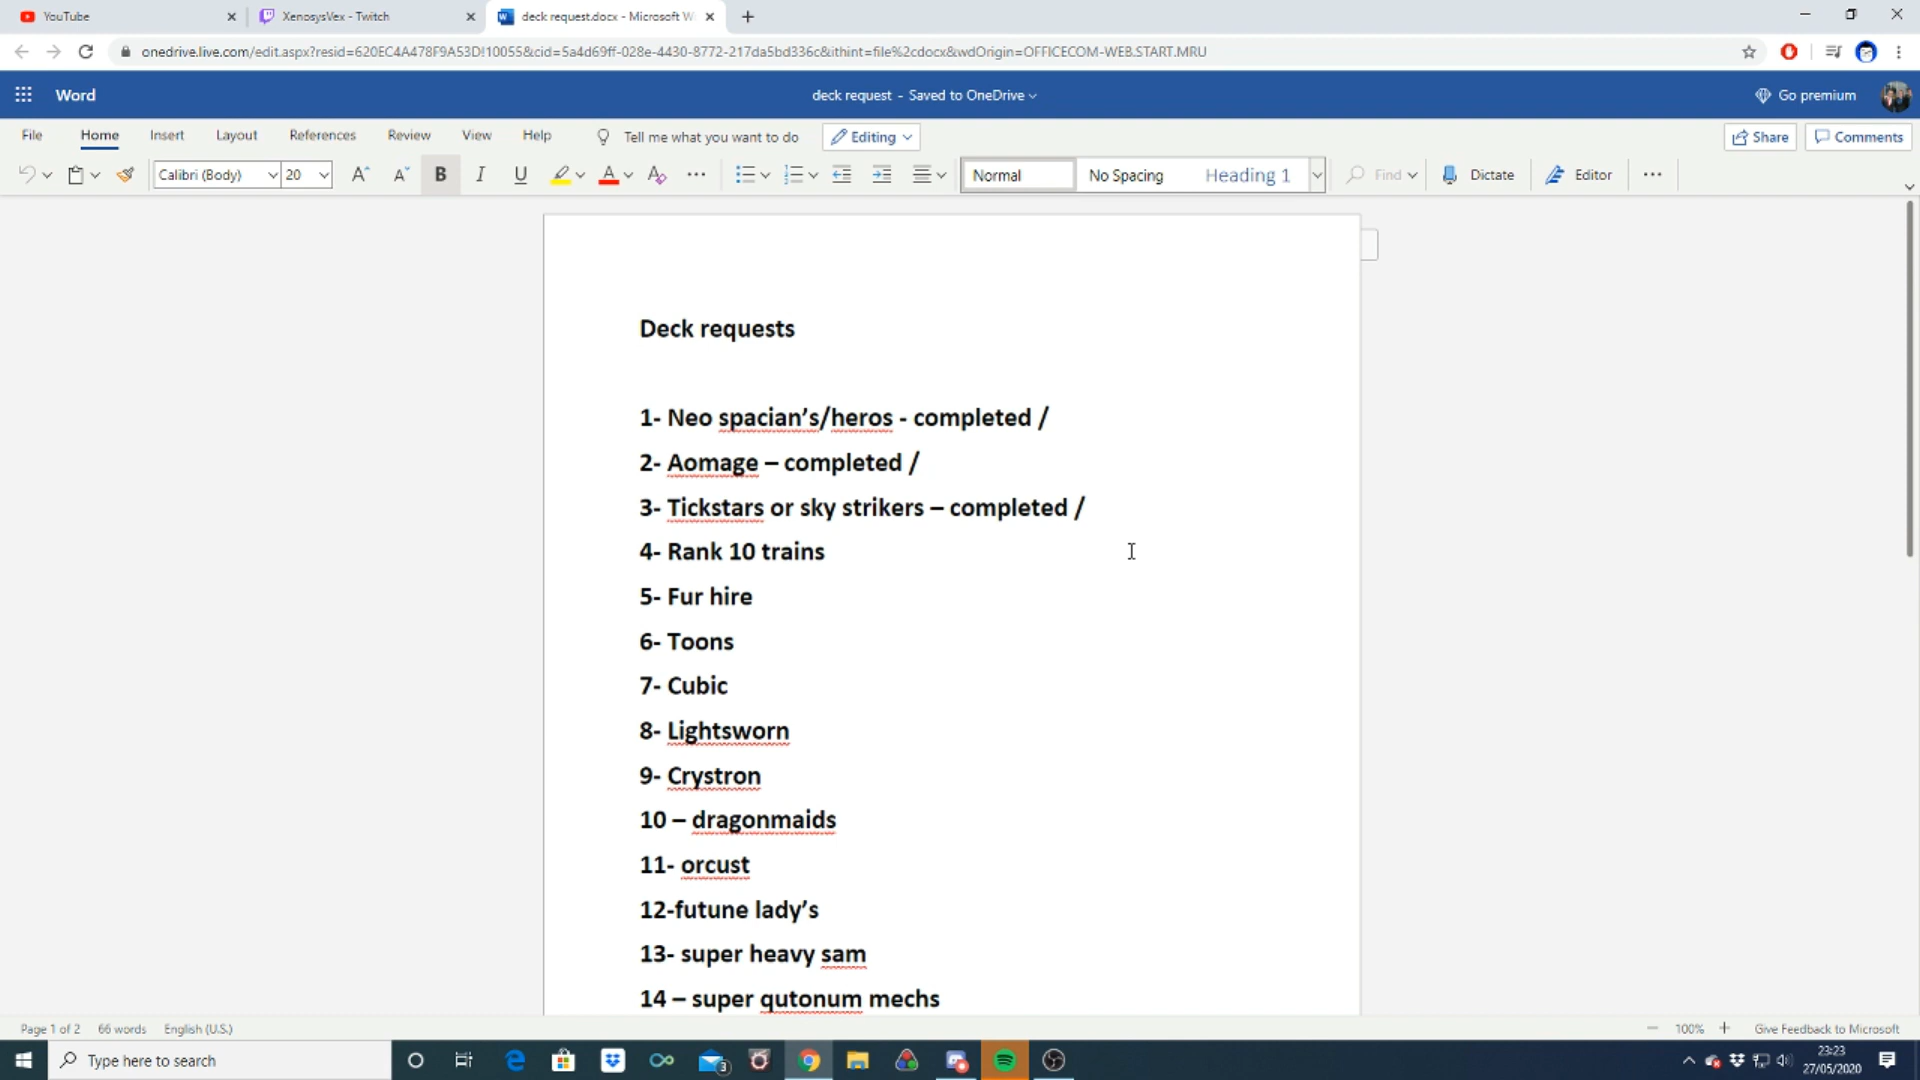 YouTube
XenosysVex - Twitch
deck request.docx - Microsoft W
onedrive.live.com/edit.aspx?resid=620EC4A478F9A53D!10055&cid=5a4d69ff-028e-4430-8772-217da5bd336c&ithint=file%2cdocx&wdOrigin=OFFICECOM-WEB.START.MRU
Word
deck request - Saved to OneDrive
Go premium
File Home Insert Layout References Review View Help Tell me what you want to do Editing Share Comments
Calibri (Body) 20 A A B I U A A Normal No Spacing Heading 1 Find Dictate Editor
Deck requests
1- Neo spacian’s/heros - completed /
2- Aomage – completed /
3- Tickstars or sky strikers – completed /
4- Rank 10 trains
5- Fur hire
6- Toons
7- Cubic
8- Lightsworn
9- Crystron
10 – dragonmaids
11- orcust
12-futune lady’s
13- super heavy sam
14 – super qutonum mechs
Page 1 of 2 66 words English (U.S.) 100% Give Feedback to Microsoft
Type here to search
3
23:23
27/05/2020